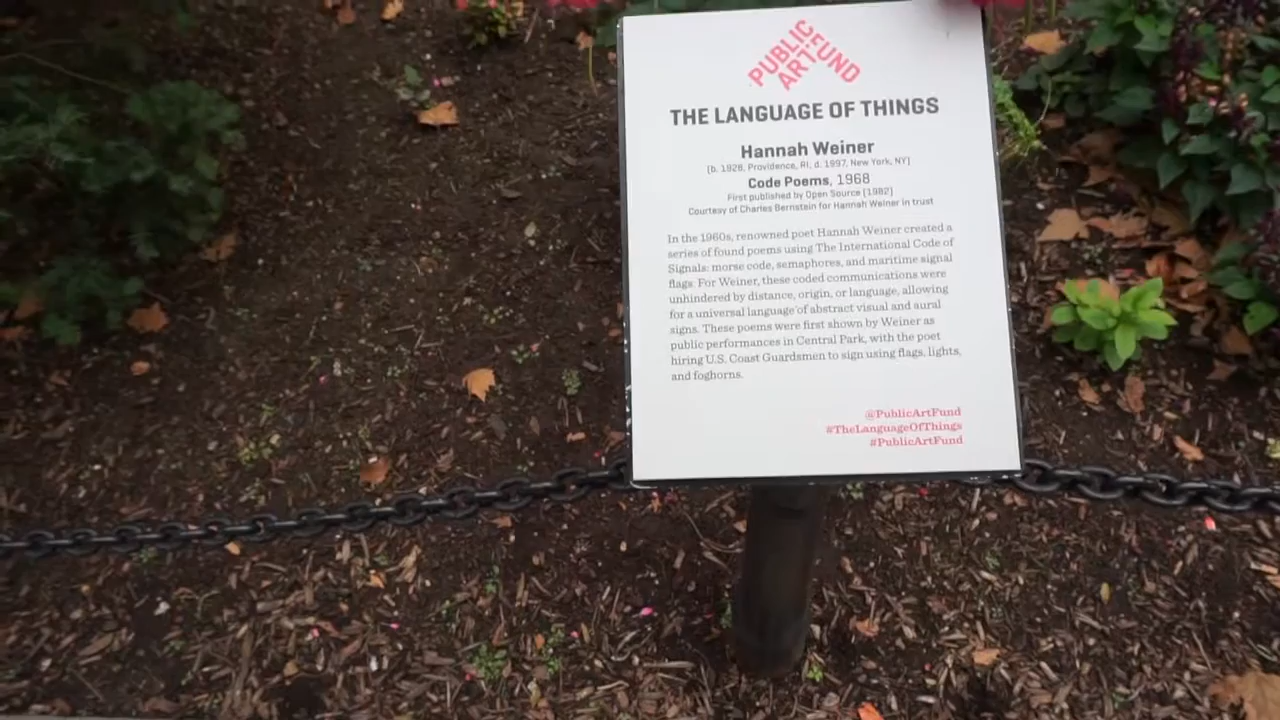 PUBLIC
ART FUND
THE LANGUAGE OF THINGS
Hannah Weiner
(b. 1928, Providence, RI, d. 1997, New York, NY)
Code Poems, 1968
First published by Open Source (1982)
Courtesy of Charles Bernstein for Hannah Weiner in trust
In the 1960s, renowned poet Hannah Weiner created a
series of found poems using The International Code of
Signals: morse code, semaphores, and maritime signal
flags. For Weiner, these coded communications were
unhindered by distance, origin, or language, allowing
for a universal language of abstract visual and aural
signs. These poems were first shown by Weiner as
public performances in Central Park, with the poet
hiring U.S. Coast Guardsmen to sign using flags, lights,
and foghorns.
@PublicArtFund
#TheLanguageOfThings
#PublicArtFund